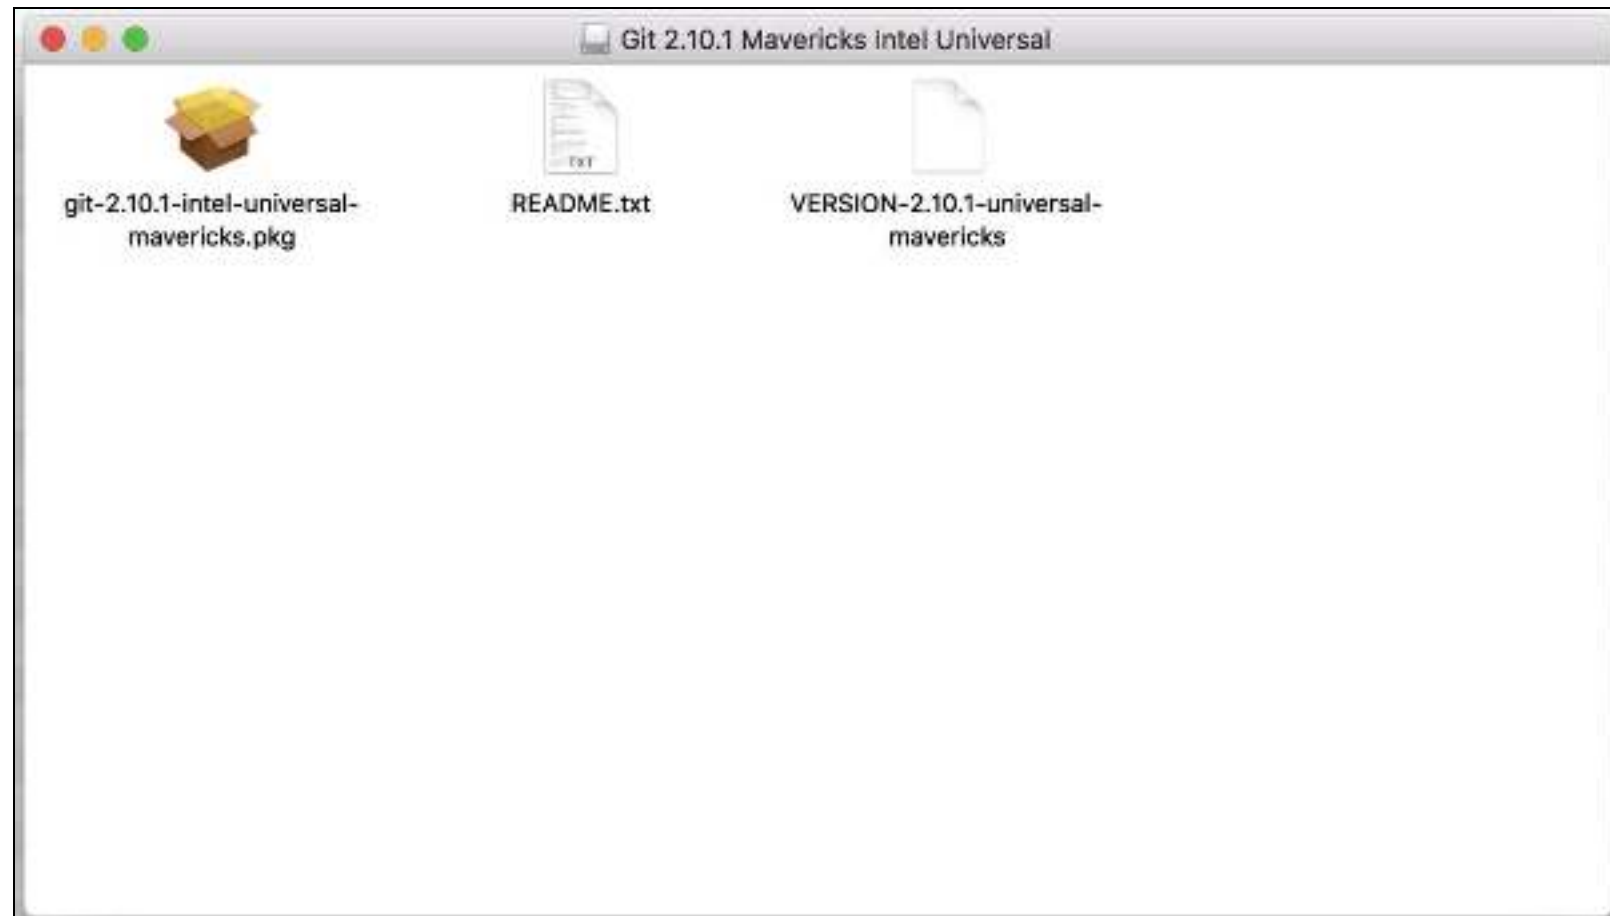 Git 2.10.1 Mavericks Intel Universal
TXT
git-2.10.1-intel-universal-
mavericks.pkg
README.txt
VERSION-2.10.1-universal-
mavericks